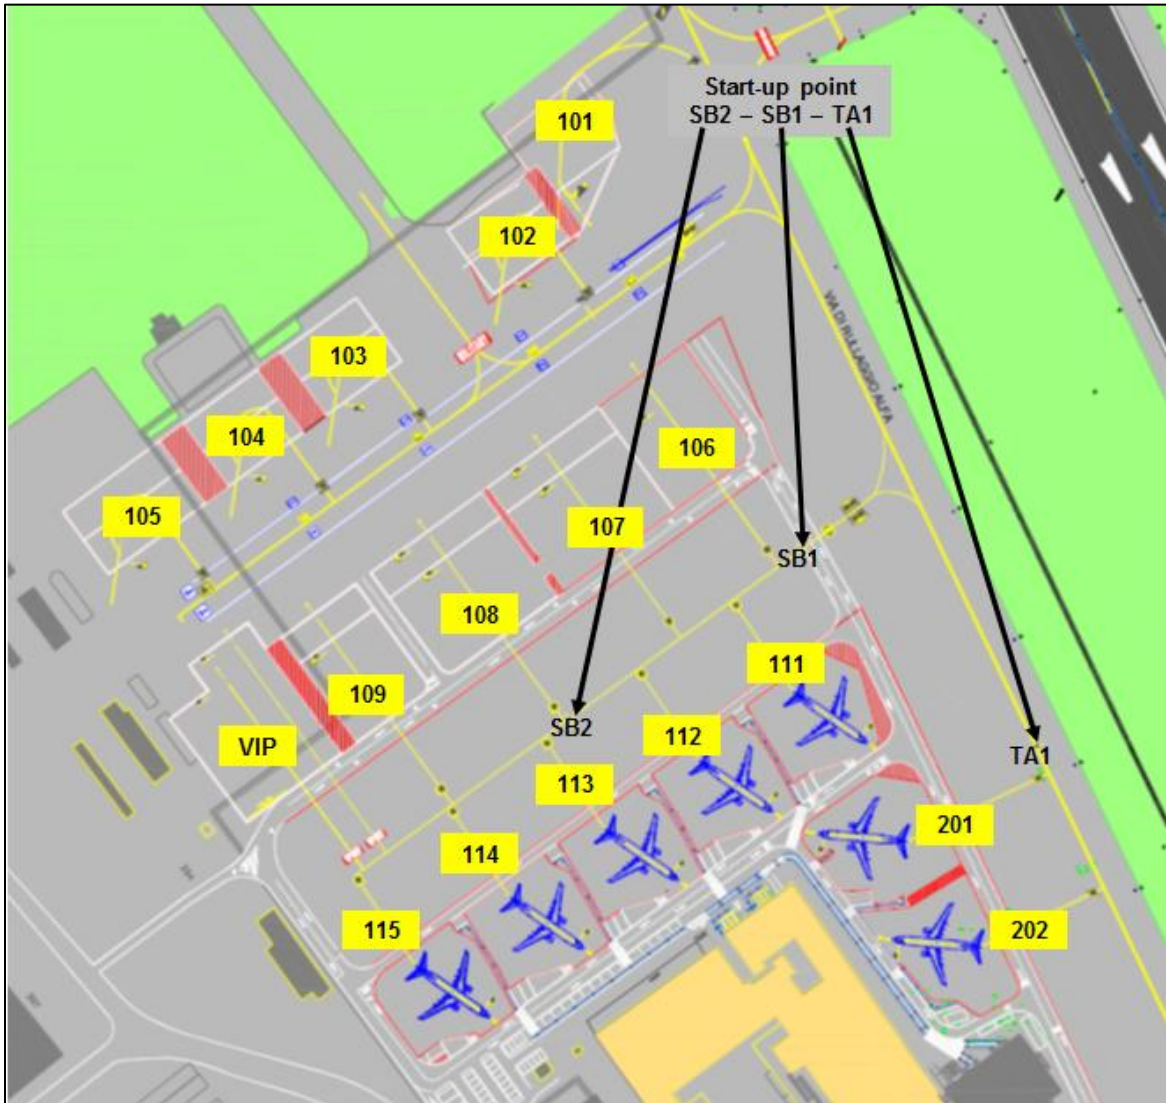 Start-up point
SB2 – SB1 – TA1
101
102
VIA DI RULLAGGIO ALFA
103
104
105
106
107
SB1
108
109
111
SB2
112
VIP
TA1
113
201
114
115
202